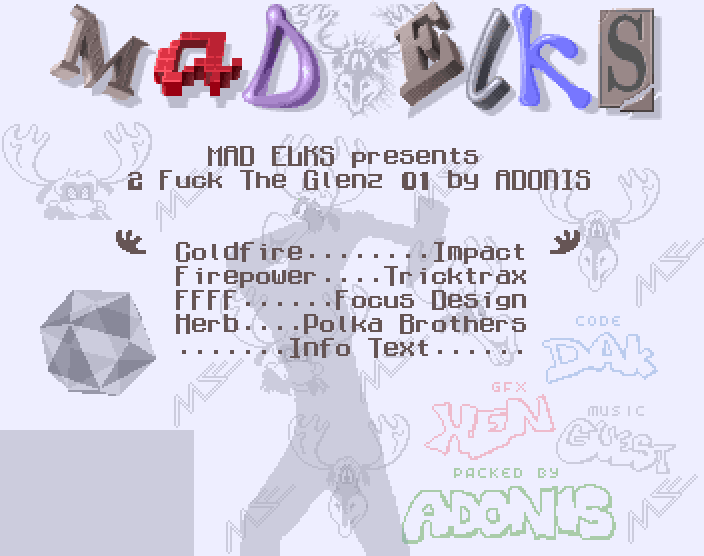 MAD ELKS
MAD ELKS presents
2 Fuck The Glenz 01 by ADONIS
Coldfire........Impact
Firepower....Tricktrax
FFFF......Focus Design
Herb....Polka Brothers
.......Info Text......
CODE
DAk
GFX
XEN
MUSIC
GUEST
PACKED BY
ADONIS